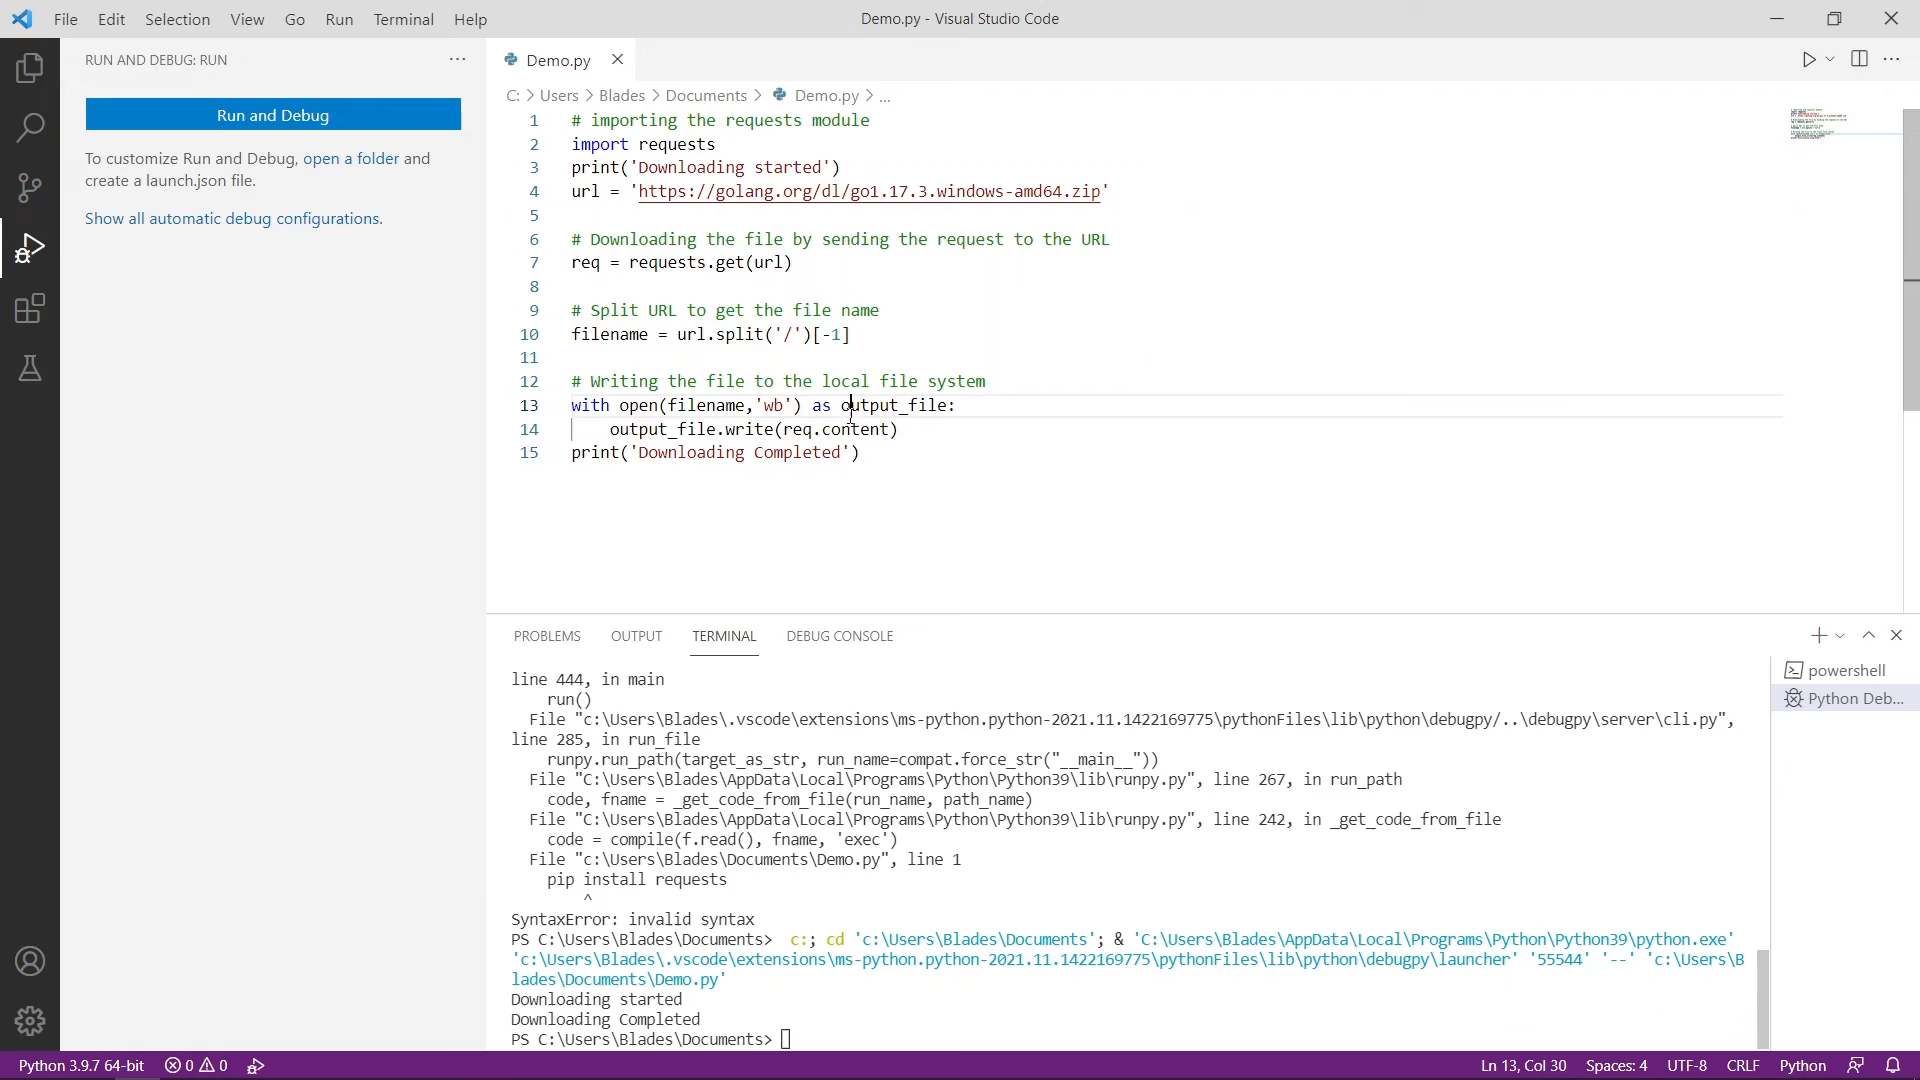 File Edit Selection View Go Run Terminal Help
Demo.py - Visual Studio Code
RUN AND DEBUG: RUN
Run and Debug
To customize Run and Debug, open a folder and
create a launch.json file.
Show all automatic debug configurations.
Demo.py
C: > Users > Blades > Documents > Demo.py > ...
1 # importing the requests module
2 import requests
3 print('Downloading started')
4 url = 'https://golang.org/dl/go1.17.3.windows-amd64.zip'
5
6 # Downloading the file by sending the request to the URL
7 req = requests.get(url)
8
9 # Split URL to get the file name
10 filename = url.split('/')[-1]
11
12 # Writing the file to the local file system
13 with open(filename,'wb') as output_file:
14     output_file.write(req.content)
15 print('Downloading Completed')
PROBLEMS OUTPUT TERMINAL DEBUG CONSOLE
powershell
Python Deb...
line 444, in main
    run()
  File "c:\Users\Blades\.vscode\extensions\ms-python.python-2021.11.1422169775\pythonFiles\lib\python\debugpy/..\debugpy\server\cli.py",
line 285, in run_file
    runpy.run_path(target_as_str, run_name=compat.force_str("__main__"))
  File "C:\Users\Blades\AppData\Local\Programs\Python\Python39\lib\runpy.py", line 267, in run_path
    code, fname = _get_code_from_file(run_name, path_name)
  File "C:\Users\Blades\AppData\Local\Programs\Python\Python39\lib\runpy.py", line 242, in _get_code_from_file
    code = compile(f.read(), fname, 'exec')
  File "c:\Users\Blades\Documents\Demo.py", line 1
    pip install requests
        ^
SyntaxError: invalid syntax
PS C:\Users\Blades\Documents>  c:; cd 'c:\Users\Blades\Documents'; & 'C:\Users\Blades\AppData\Local\Programs\Python\Python39\python.exe'
'c:\Users\Blades\.vscode\extensions\ms-python.python-2021.11.1422169775\pythonFiles\lib\python\debugpy\launcher' '55544' '--' 'c:\Users\B
lades\Documents\Demo.py'
Downloading started
Downloading Completed
PS C:\Users\Blades\Documents>
Python 3.9.7 64-bit 0 0 Ln 13, Col 30 Spaces: 4 UTF-8 CRLF Python